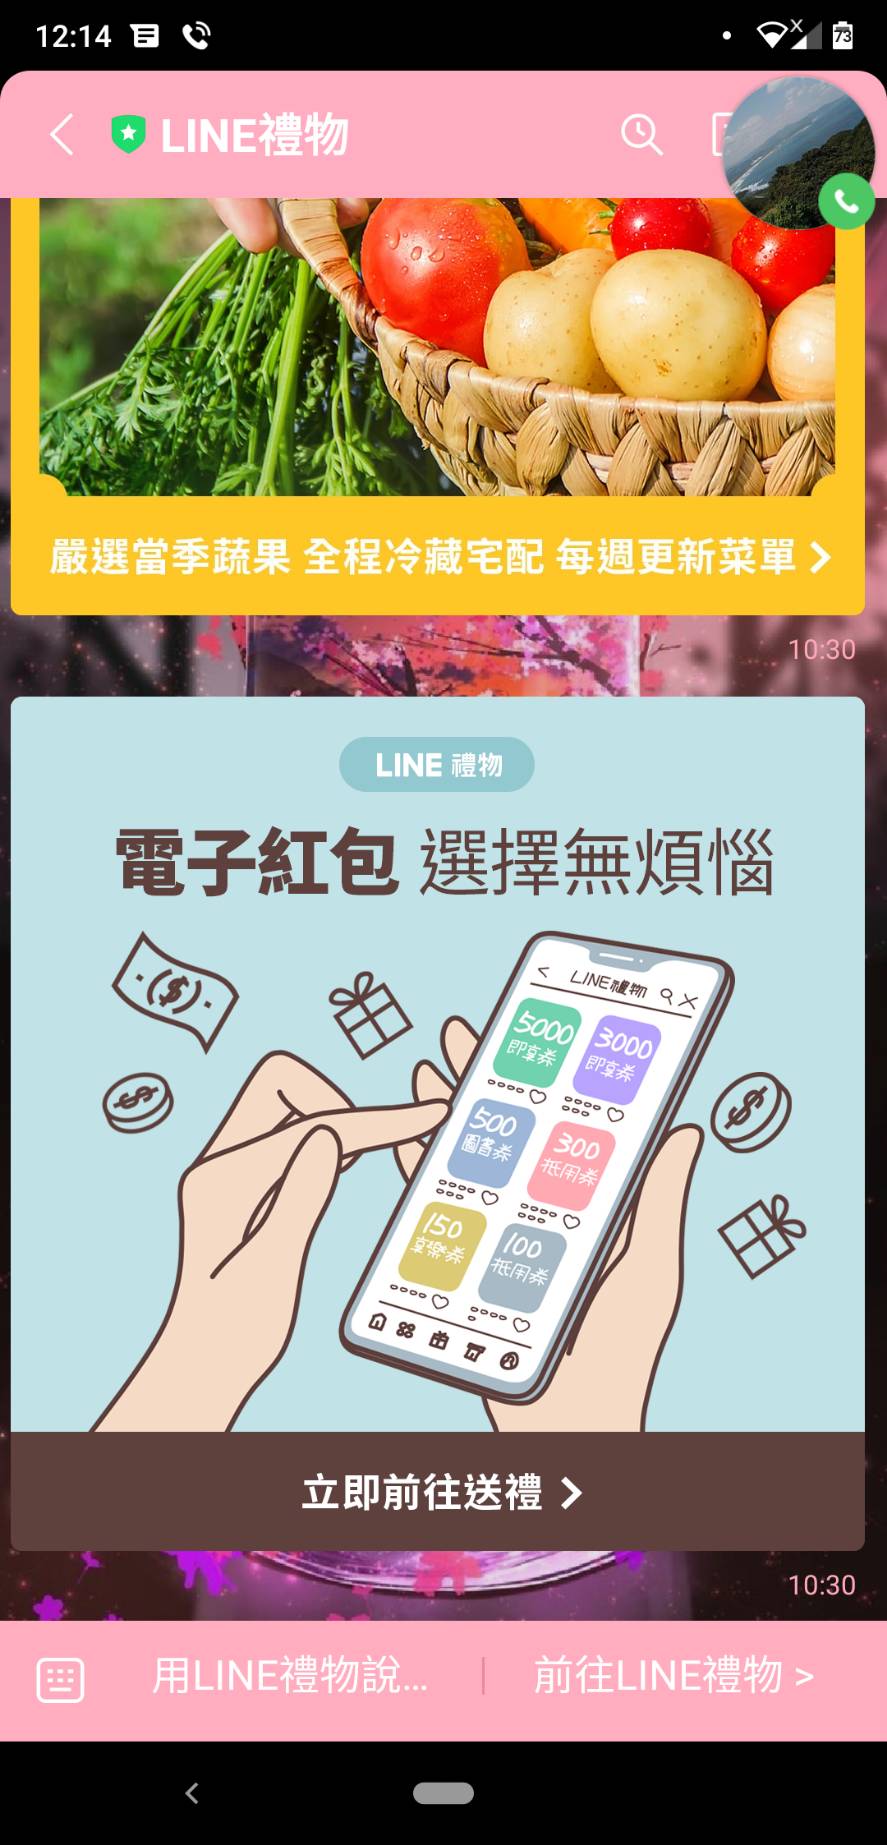 12:14
73
LINE禮物
嚴選當季蔬果 全程冷藏宅配 每週更新菜單 >
10:30
LINE 禮物
電子紅包 選擇無煩惱
< LINE禮物
5000 即享券
3000 即享券
500 圖書券
300 抵用券
150 享樂券
100 抵用券
立即前往送禮 >
10:30
用LINE禮物說... | 前往LINE禮物 >